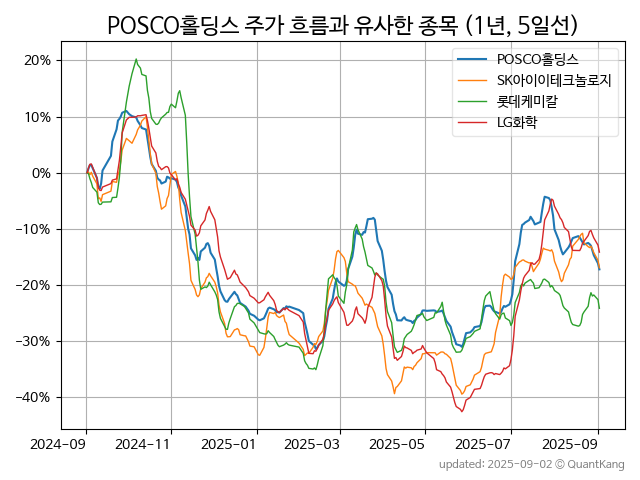 POSCO홀딩스 주가 흐름과 유사한 종목 (1년, 5일선)
POSCO홀딩스
SK아이이테크놀로지
롯데케미칼
LG화학
20%
10%
0%
−10%
−20%
−30%
−40%
2024-09
2024-11
2025-01
2025-03
2025-05
2025-07
2025-09
updated: 2025-09-02 © QuantKang